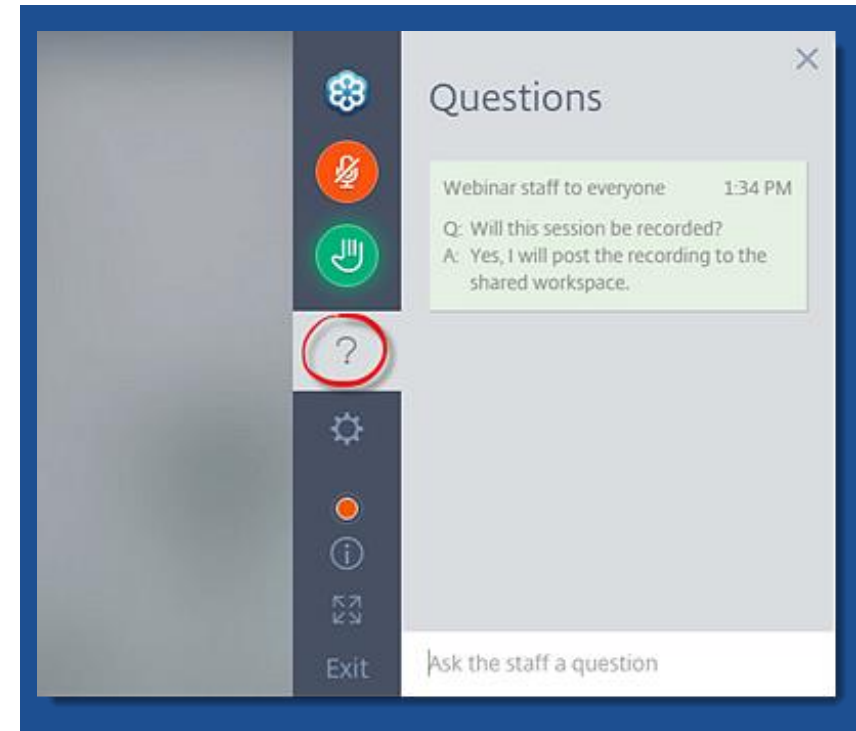 Questions
Webinar staff to everyone 1:34 PM
Q: Will this session be recorded?
A: Yes, I will post the recording to the
shared workspace.
?
Exit
Ask the staff a question